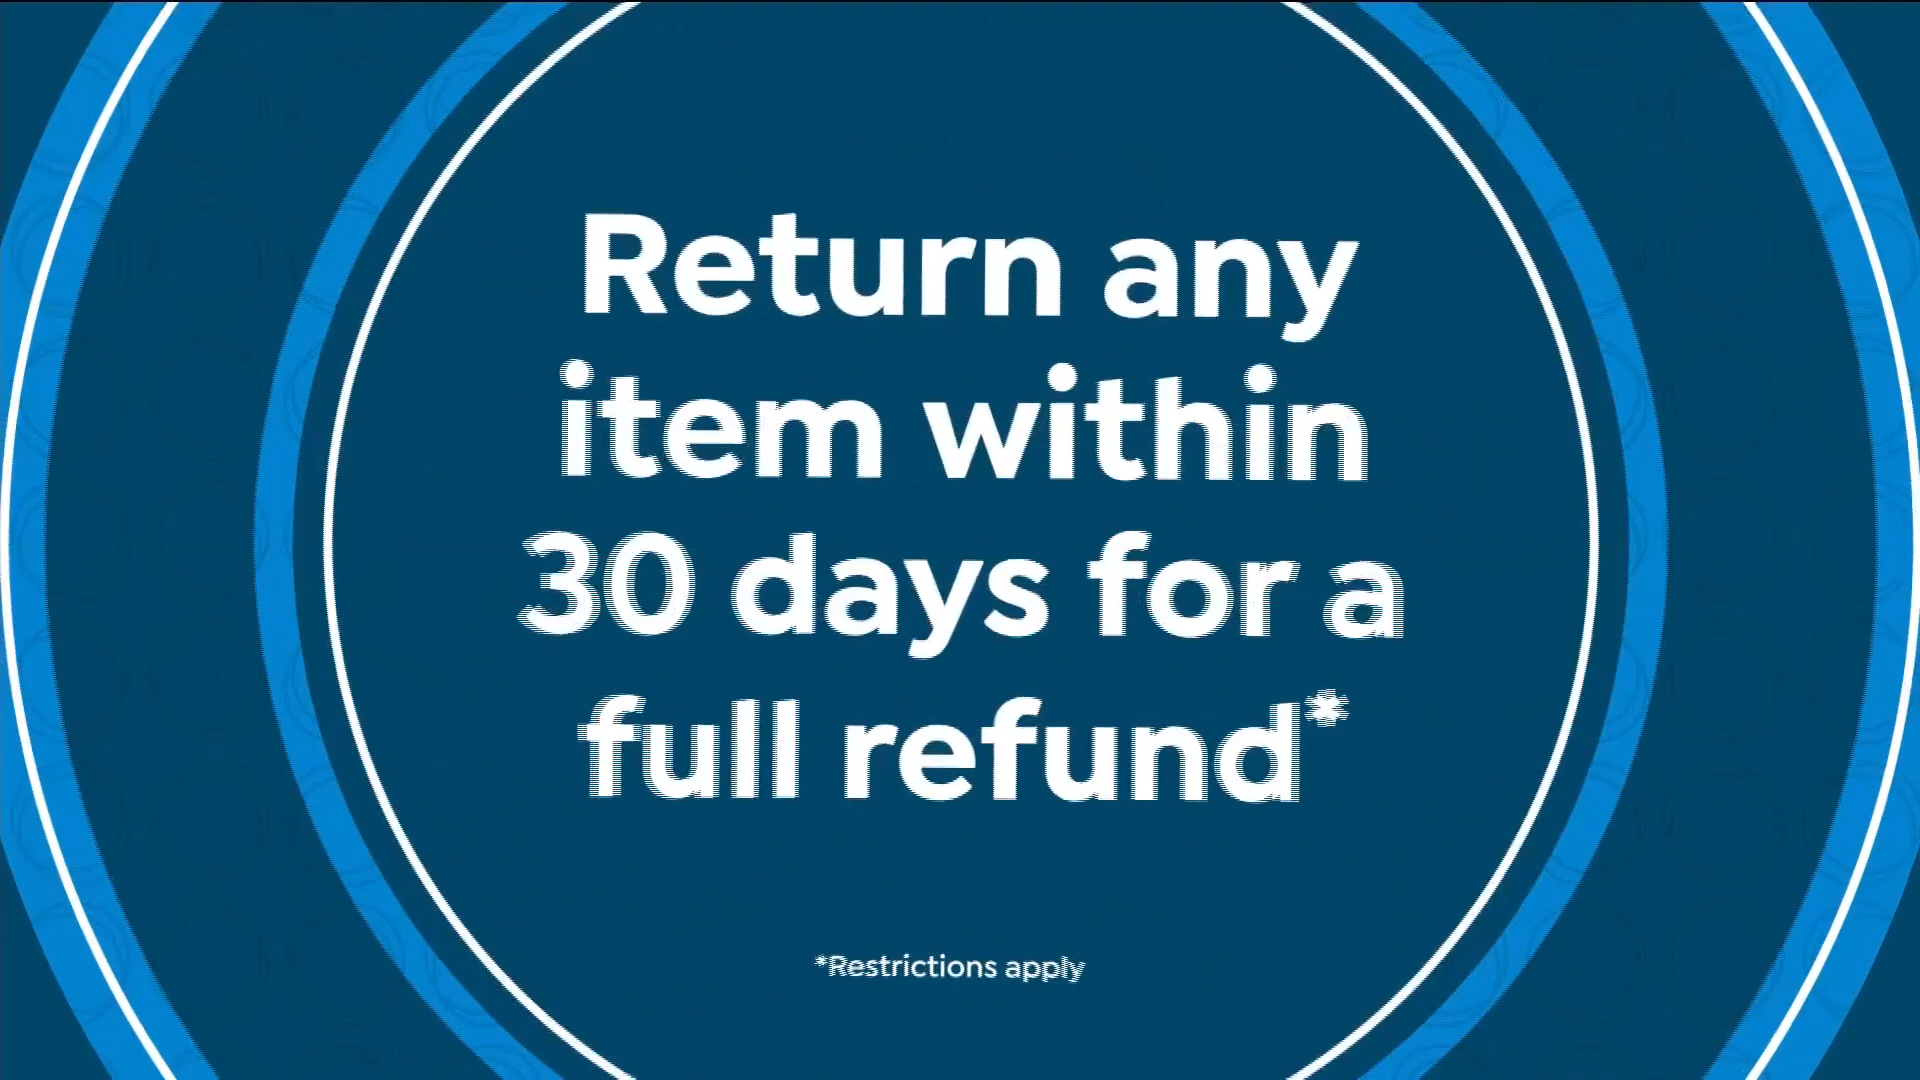 Return any
item within
30 days for a
full refund*
*Restrictions apply